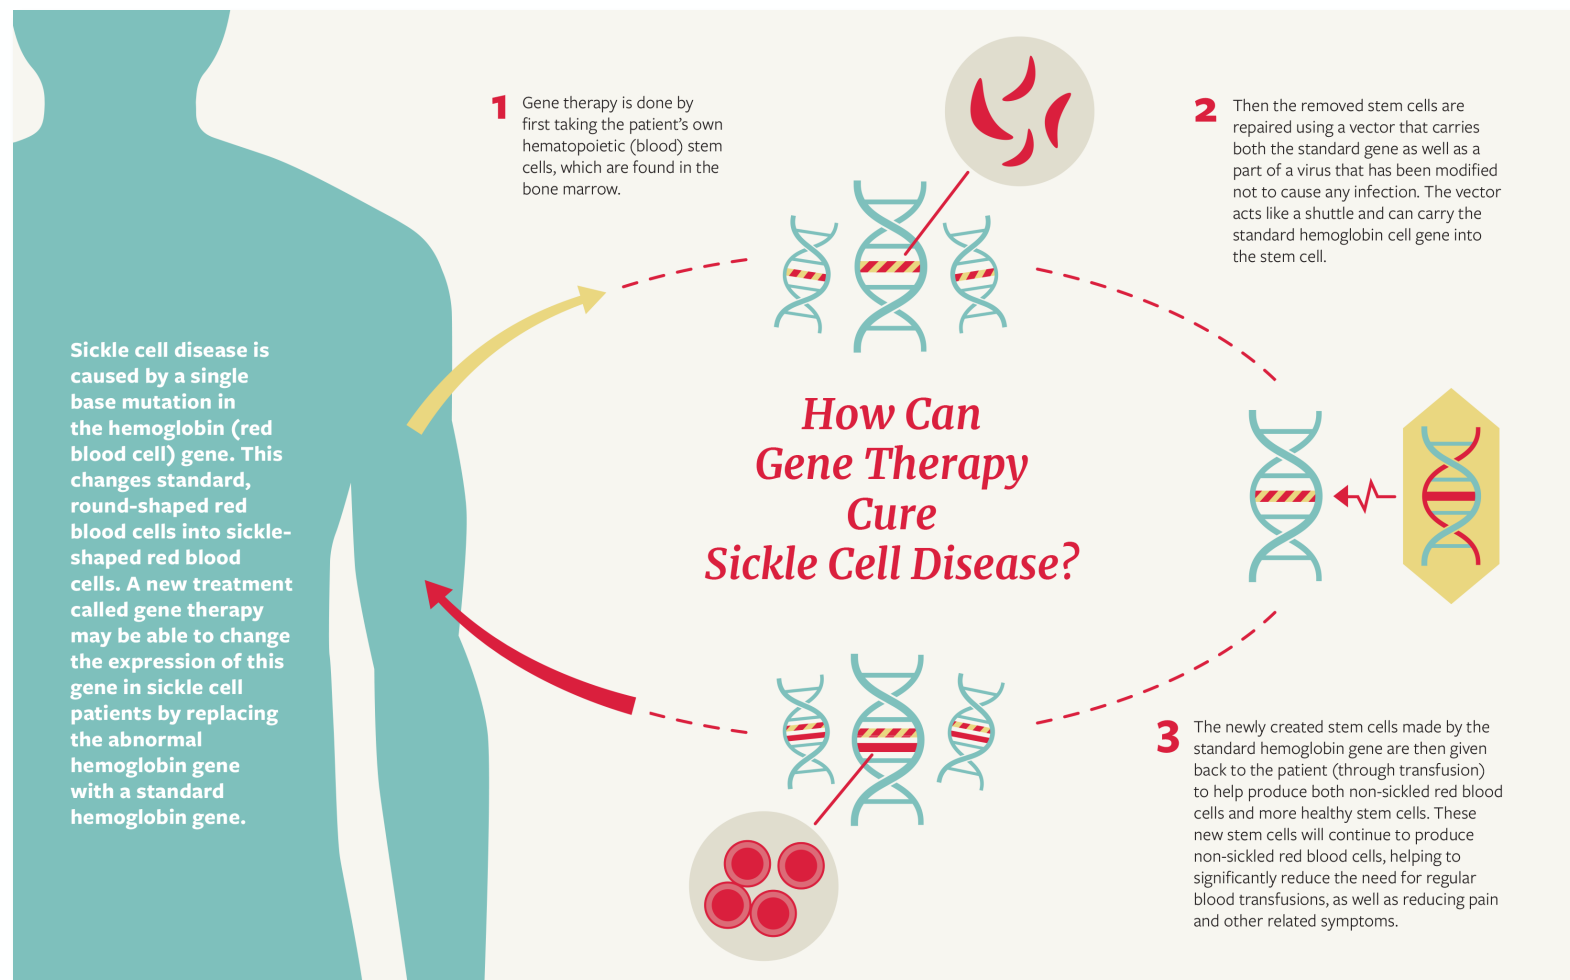 1
Gene therapy is done by
first taking the patient's own
hematopoietic (blood) stem
cells, which are found in the
bone marrow.
2
Then the removed stem cells are
repaired using a vector that carries
both the standard gene as well as a
part of a virus that has been modified
not to cause any infection. The vector
acts like a shuttle and can carry the
standard hemoglobin cell gene into
the stem cell.
Sickle cell disease is
caused by a single
base mutation in
the hemoglobin (red
blood cell) gene. This
changes standard,
round-shaped red
blood cells into sickle-
shaped red blood
cells. A new treatment
called gene therapy
may be able to change
the expression of this
gene in sickle cell
patients by replacing
the abnormal
hemoglobin gene
with a standard
hemoglobin gene.
How Can
Gene Therapy
Cure
Sickle Cell Disease?
3
The newly created stem cells made by the
standard hemoglobin gene are then given
back to the patient (through transfusion)
to help produce both non-sickled red blood
cells and more healthy stem cells. These
new stem cells will continue to produce
non-sickled red blood cells, helping to
significantly reduce the need for regular
blood transfusions, as well as reducing pain
and other related symptoms.